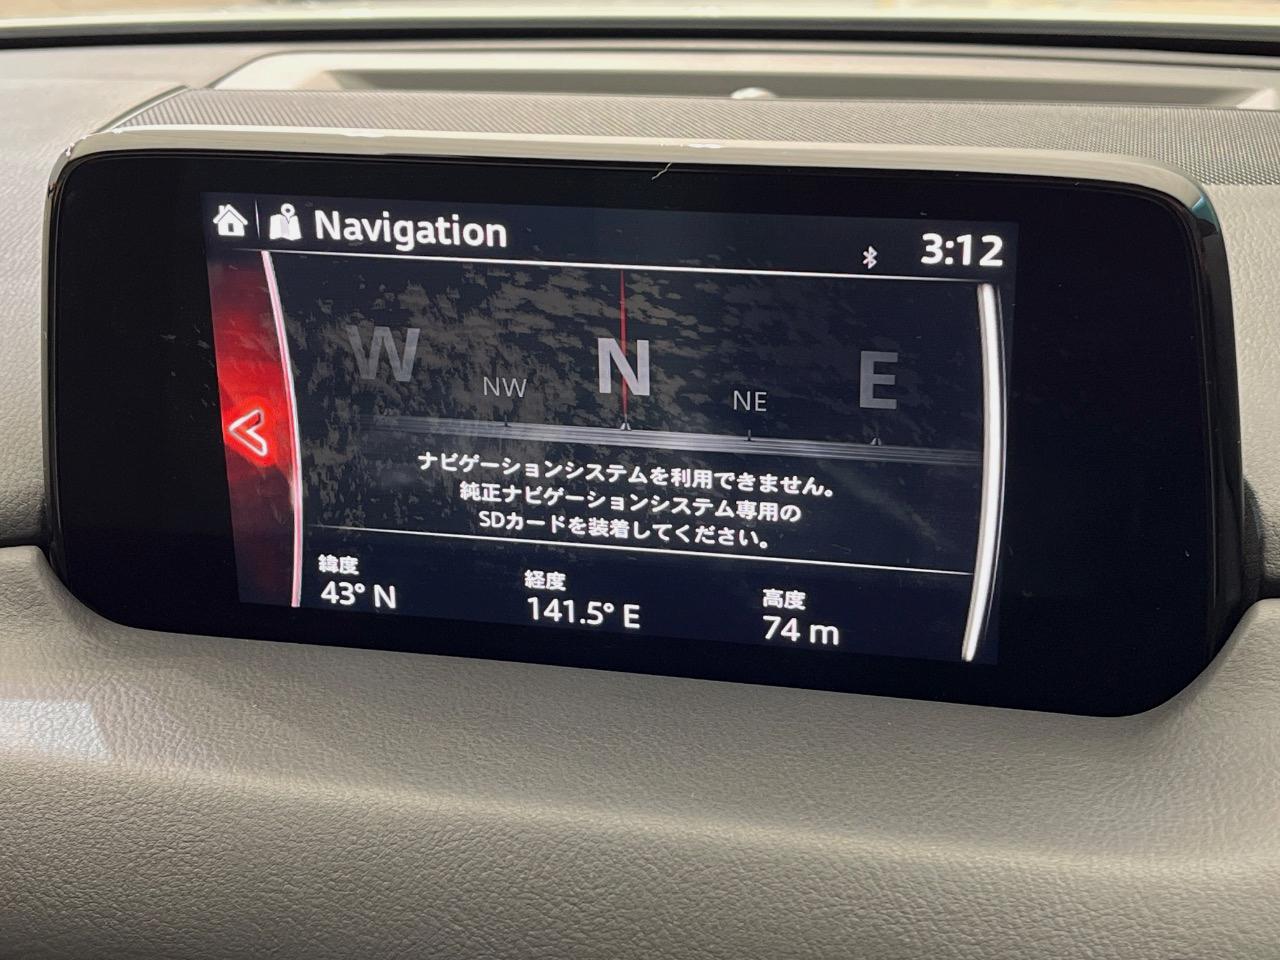 Navigation
3:12
W NW N NE E
ナビゲーションシステムを利用できません。
純正ナビゲーションシステム専用の
SDカードを装着してください。
緯度 経度 高度
43° N 141.5° E 74 m